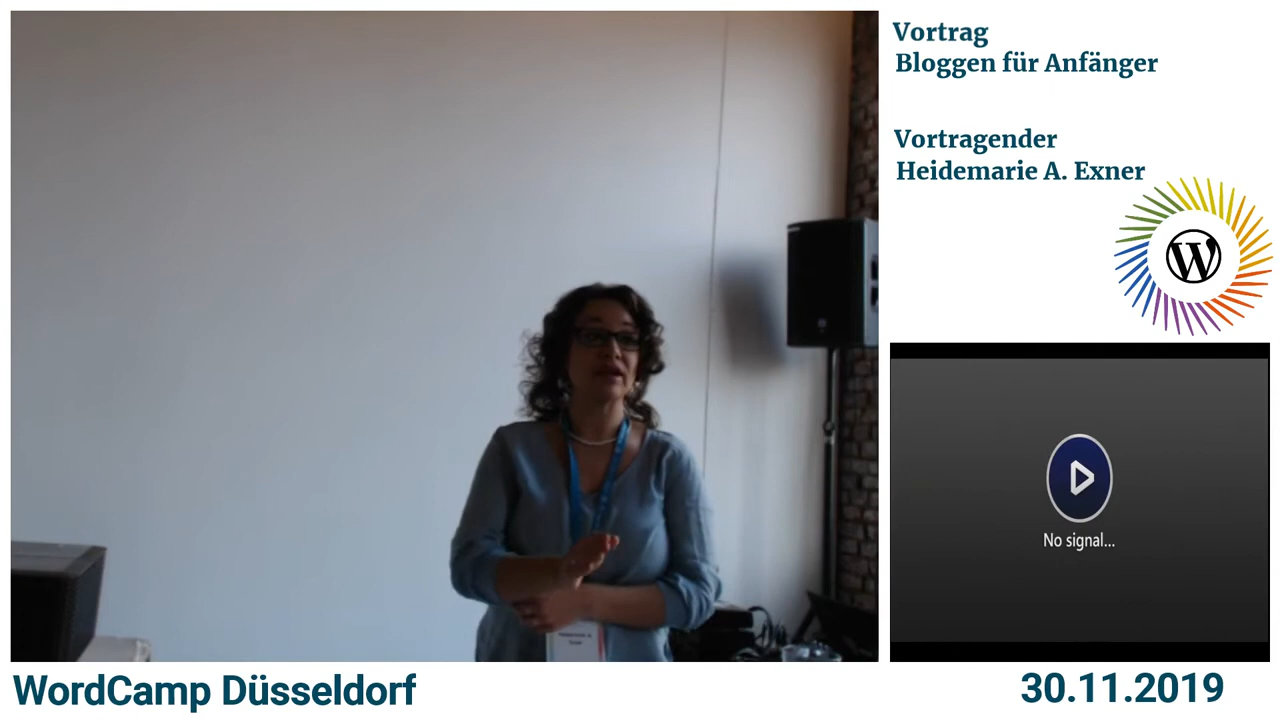 Vortrag
Bloggen für Anfänger
Vortragender
Heidemarie A. Exner
W
No signal...
WordCamp Düsseldorf
30.11.2019